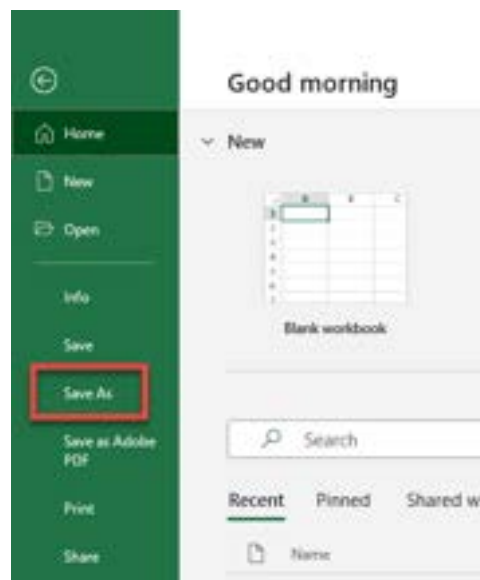 Good morning
Home
New
New
Open
Info
Save
Blank workbook
Save As
Save as Adobe
PDF
Search
Recent Pinned Shared w
Print
Name
Share